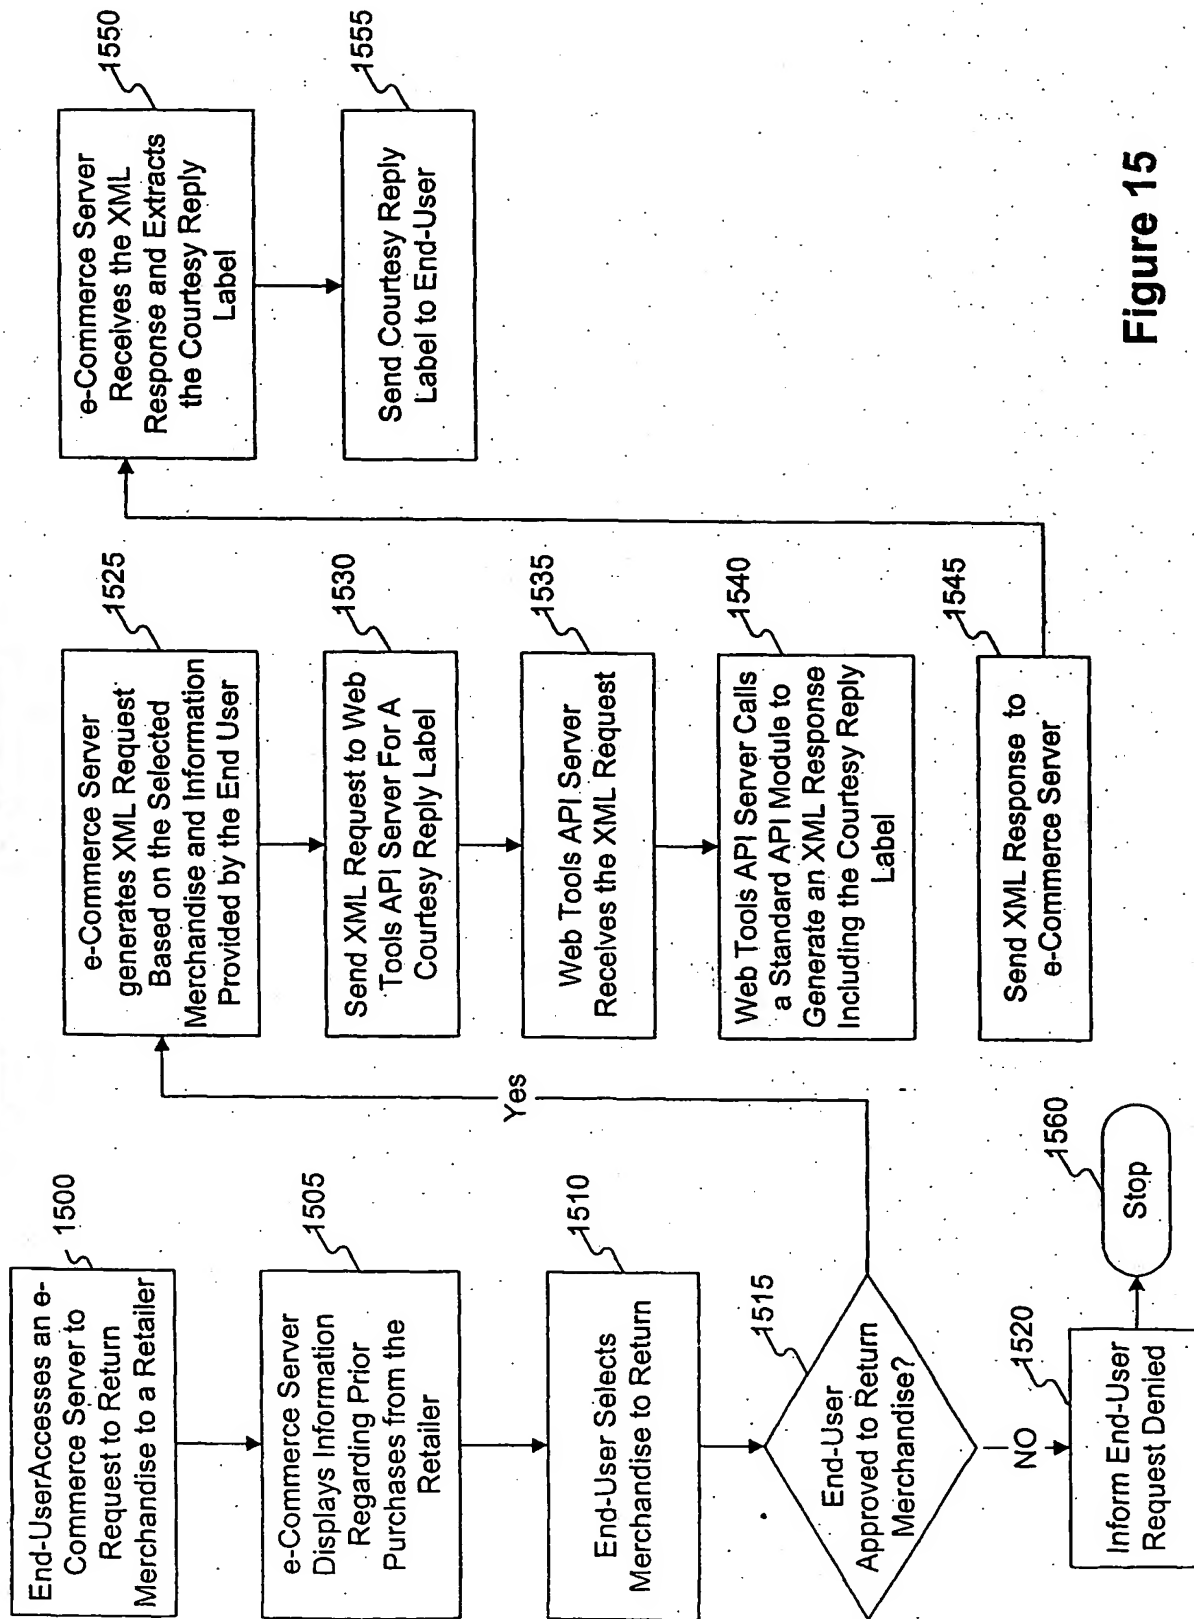 1500
End-UserAccesses an e-
Commerce Server to
Request to Return
Merchandise to a Retailer
1505
e-Commerce Server
Displays Information
Regarding Prior
Purchases from the
Retailer
1510
End-User Selects
Merchandise to Return
1515
End-User
Approved to Return
Merchandise?
NO
1520
Inform End-User
Request Denied
1560
Stop
Yes
1525
e-Commerce Server
generates XML Request
Based on the Selected
Merchandise and Information
Provided by the End User
1530
Send XML Request to Web
Tools API Server For A
Courtesy Reply Label
1535
Web Tools API Server
Receives the XML Request
1540
Web Tools API Server Calls
a Standard API Module to
Generate an XML Response
Including the Courtesy Reply
Label
1545
Send XML Response to
e-Commerce Server
1550
e-Commerce Server
Receives the XML
Response and Extracts
the Courtesy Reply
Label
1555
Send Courtesy Reply
Label to End-User
Figure 15